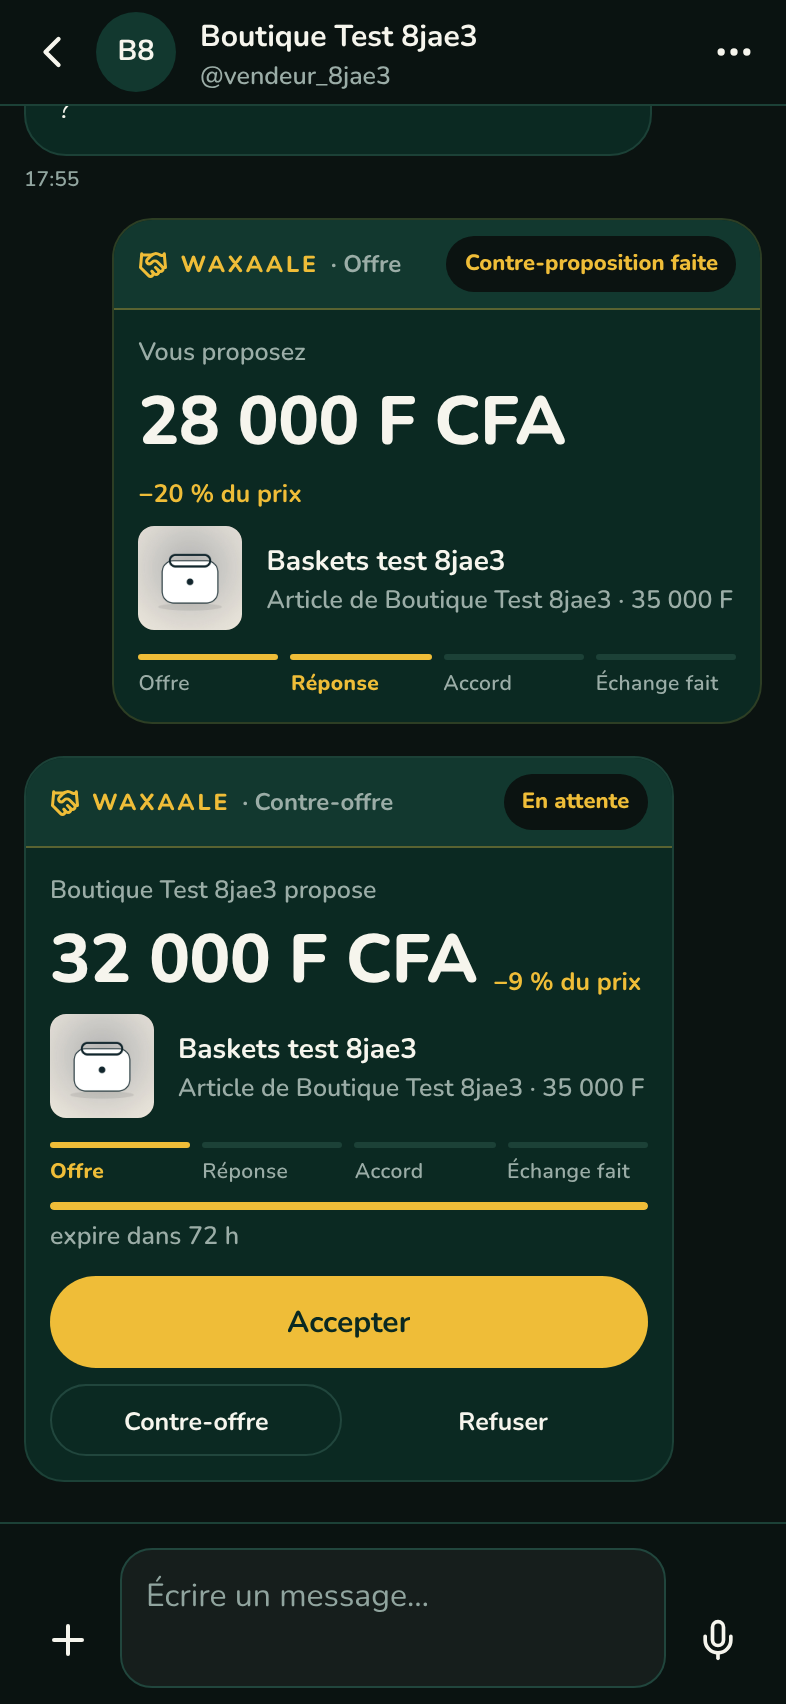 B8
Boutique Test 8jae3
@vendeur_8jae3
?
17:55
WAXAALE · Offre
Contre-proposition faite
Vous proposez
28 000 F CFA
−20 % du prix
Baskets test 8jae3
Article de Boutique Test 8jae3 · 35 000 F
Offre Réponse Accord Échange fait
WAXAALE · Contre-offre
En attente
Boutique Test 8jae3 propose
32 000 F CFA −9 % du prix
Baskets test 8jae3
Article de Boutique Test 8jae3 · 35 000 F
Offre Réponse Accord Échange fait
expire dans 72 h
Accepter
Contre-offre Refuser
Écrire un message...